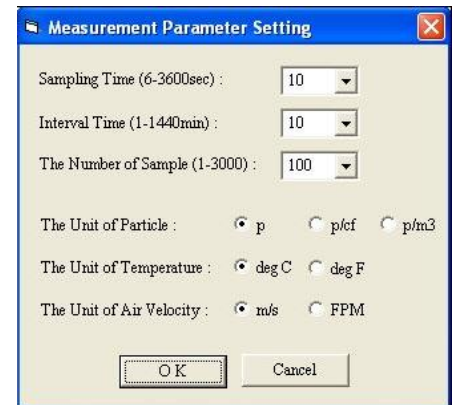 Measurement Parameter Setting
Sampling Time (6-3600sec) : 10
Interval Time (1-1440min) : 10
The Number of Sample (1-3000) : 100
The Unit of Particle : p p/cf p/m3
The Unit of Temperature : deg C deg F
The Unit of Air Velocity : m/s FPM
O K Cancel